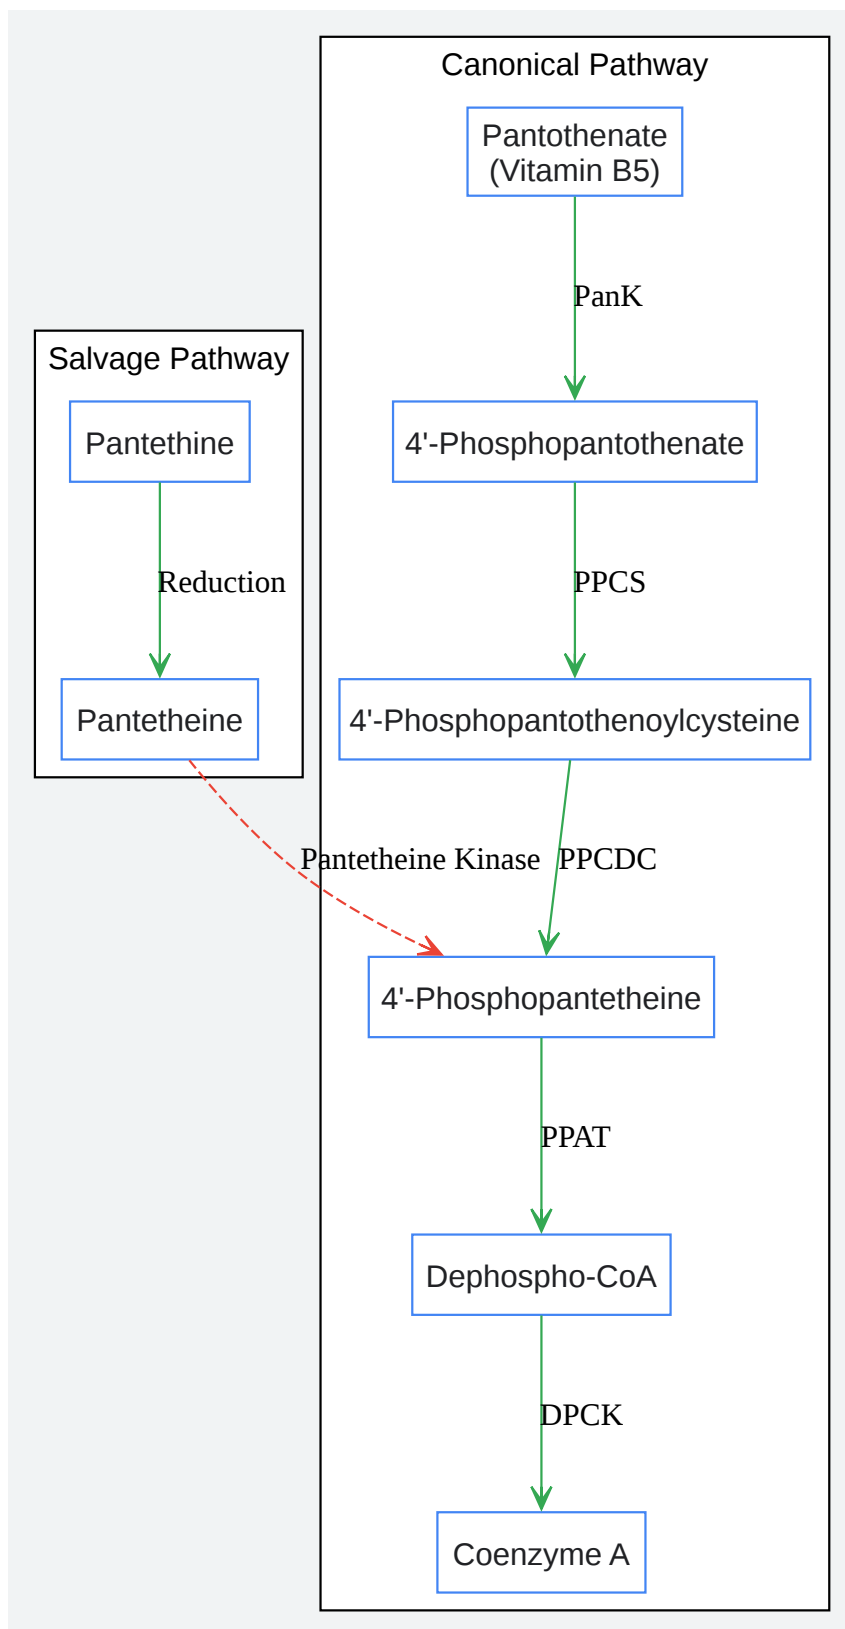 Canonical Pathway
Pantothenate
(Vitamin B5)
PanK
Salvage Pathway
Pantethine
4'-Phosphopantothenate
Reduction
PPCS
Pantetheine
4'-Phosphopantothenoylcysteine
Pantetheine Kinase
PPCDC
4'-Phosphopantetheine
PPAT
Dephospho-CoA
DPCK
Coenzyme A